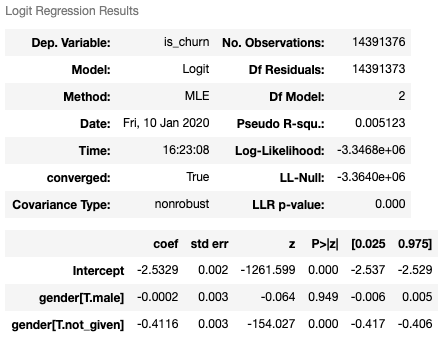 Logit Regression Results
Dep. Variable: is_churn No. Observations: 14391376
Model: Logit Df Residuals: 14391373
Method: MLE Df Model: 2
Date: Fri, 10 Jan 2020 Pseudo R-squ.: 0.005123
Time: 16:23:08 Log-Likelihood: -3.3468e+06
converged: True LL-Null: -3.3640e+06
Covariance Type: nonrobust LLR p-value: 0.000
coef std err z P>|z| [0.025 0.975]
Intercept -2.5329 0.002 -1261.599 0.000 -2.537 -2.529
gender[T.male] -0.0002 0.003 -0.064 0.949 -0.006 0.005
gender[T.not_given] -0.4116 0.003 -154.027 0.000 -0.417 -0.406